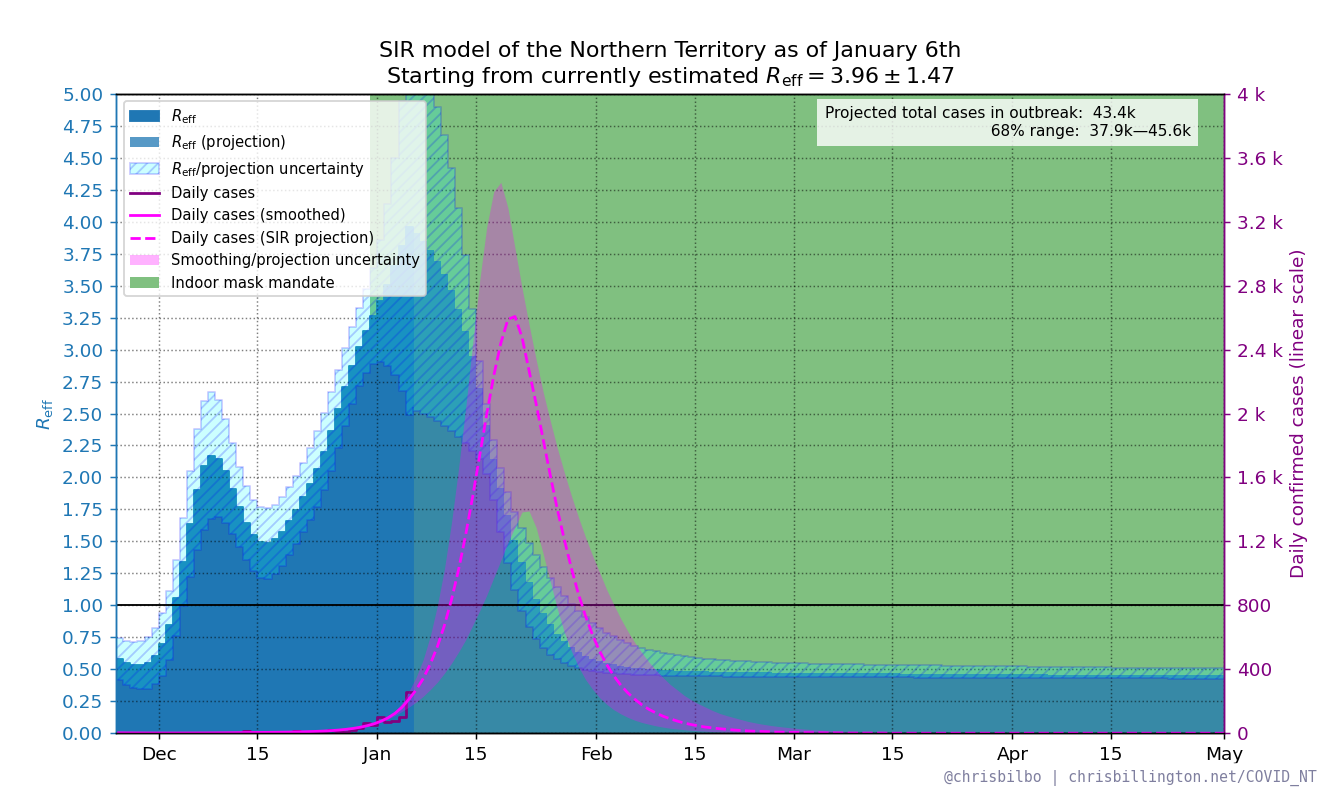 SIR model of the Northern Territory as of January 6th
Starting from currently estimated Reff = 3.96 ± 1.47
5.00
4.75
4.50
4.25
4.00
3.75
3.50
3.25
3.00
2.75
2.50
2.25
2.00
1.75
1.50
1.25
1.00
0.75
0.50
0.25
0.00
Reff
Reff
Reff (projection)
Reff/projection uncertainty
Daily cases
Daily cases (smoothed)
Daily cases (SIR projection)
Smoothing/projection uncertainty
Indoor mask mandate
Projected total cases in outbreak: 43.4k
68% range: 37.9k—45.6k
4 k
3.6 k
3.2 k
2.8 k
2.4 k
2 k
1.6 k
1.2 k
800
400
0
Daily confirmed cases (linear scale)
Dec 15 Jan 15 Feb 15 Mar 15 Apr 15 May
@chrisbilbo | chrisbillington.net/COVID_NT